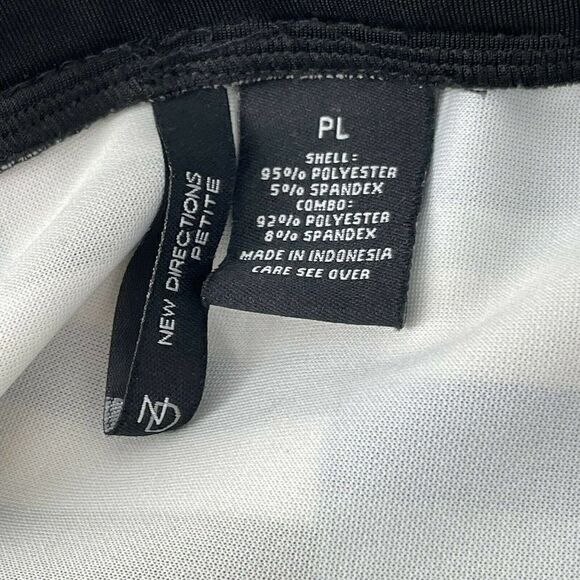 NEW DIRECTIONS
PETITE
ND
PL
SHELL:
95% POLYESTER
5% SPANDEX
COMBO:
92% POLYESTER
8% SPANDEX
MADE IN INDONESIA
CARE SEE OVER